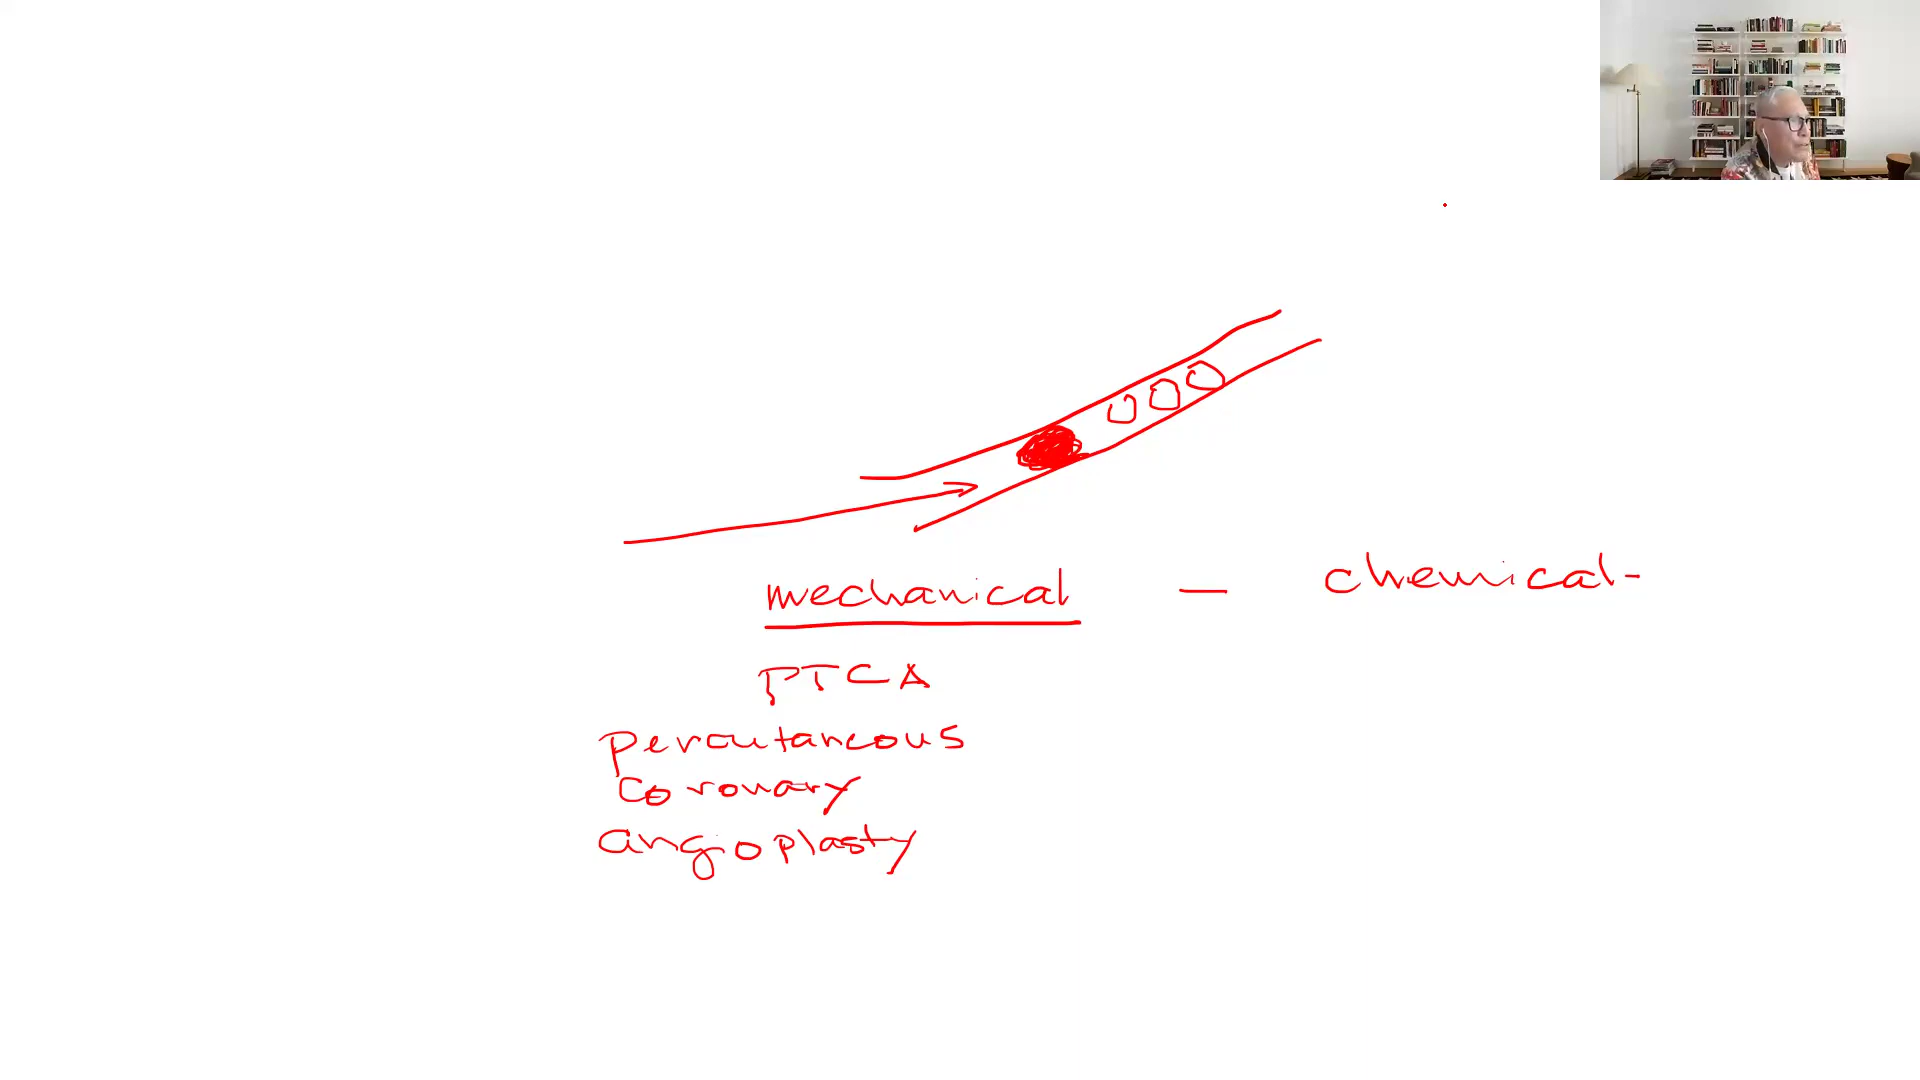 mechanical – chemical-
PTCA
percutaneous
coronary
angioplasty